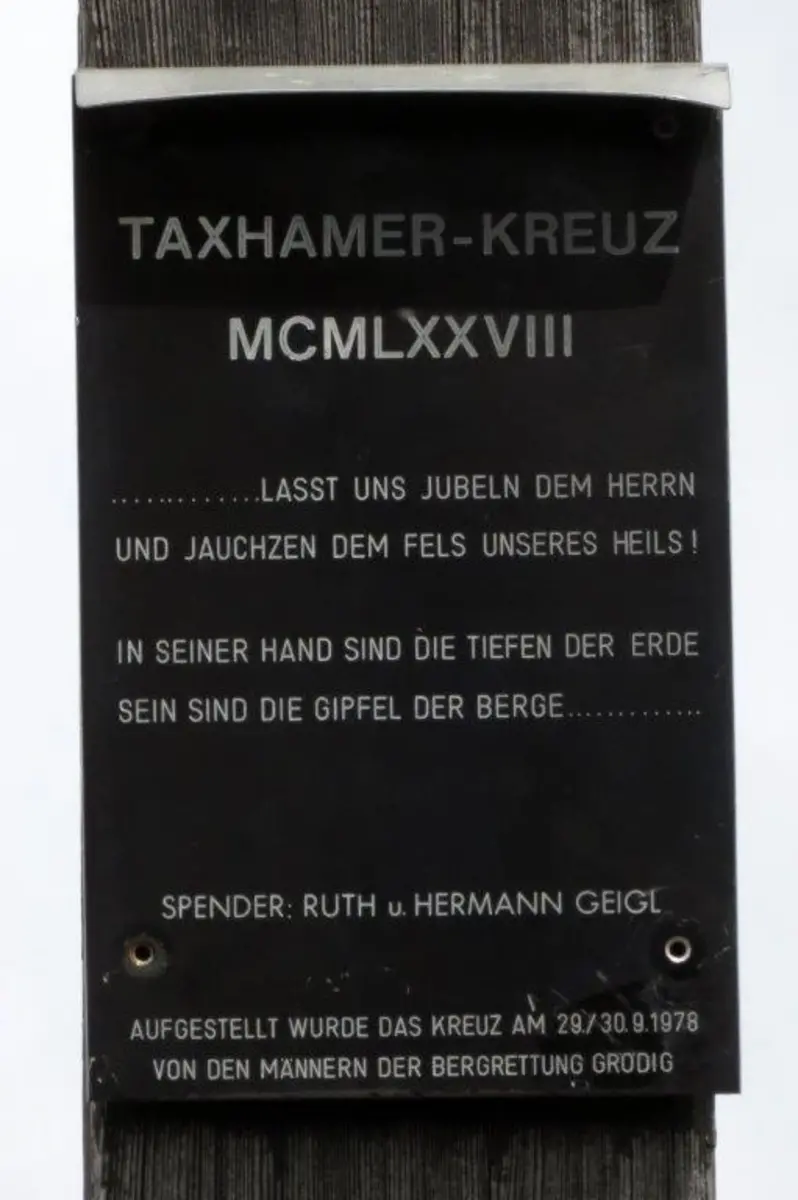 TAXHAMER-KREUZ
MCMLXXVIII
............LASST UNS JUBELN DEM HERRN
UND JAUCHZEN DEM FELS UNSERES HEILS!
IN SEINER HAND SIND DIE TIEFEN DER ERDE
SEIN SIND DIE GIPFEL DER BERGE............
SPENDER: RUTH u. HERMANN GEIGL
AUFGESTELLT WURDE DAS KREUZ AM 29./30.9.1978
VON DEN MÄNNERN DER BERGRETTUNG GRÖDIG